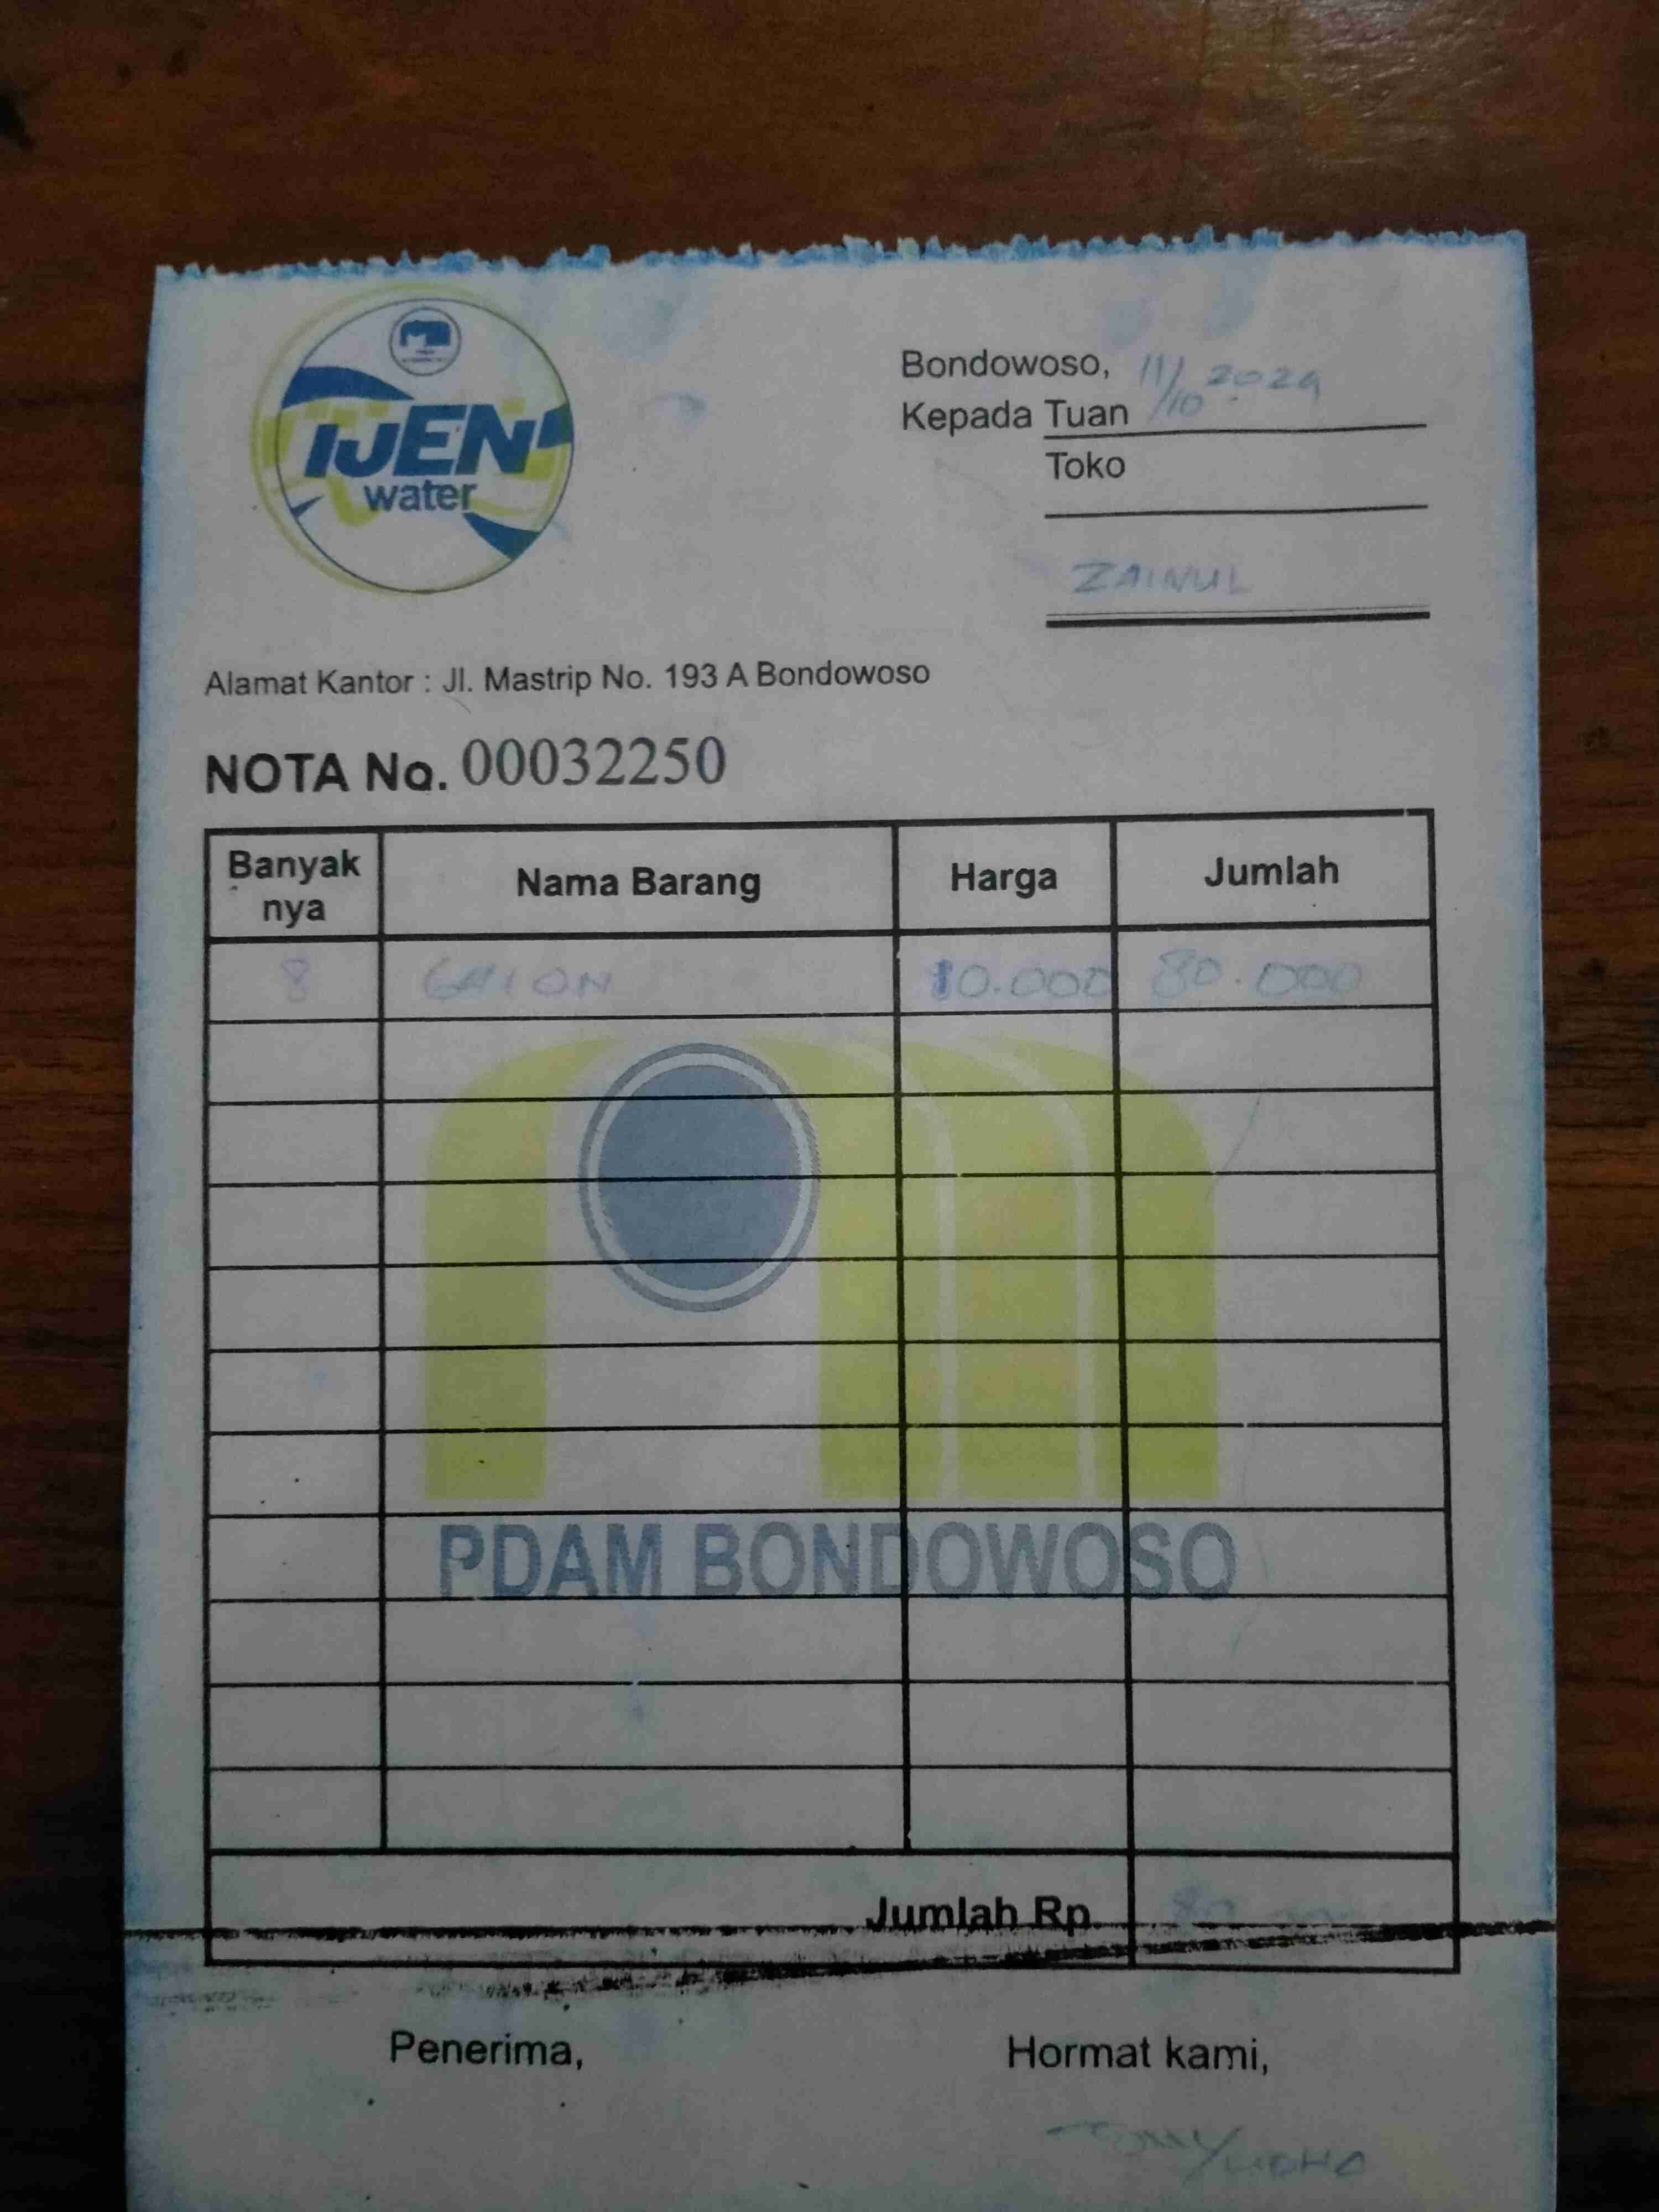 IJEN
water
Bondowoso, 11/10 2024
Kepada Tuan
Toko
ZAINUL
Alamat Kantor : Jl. Mastrip No. 193 A Bondowoso
NOTA No. 00032250
Banyak nya Nama Barang Harga Jumlah
8 GALON 10.000 80.000
PDAM BONDOWOSO
Jumlah Rp.
Penerima, Hormat kami,